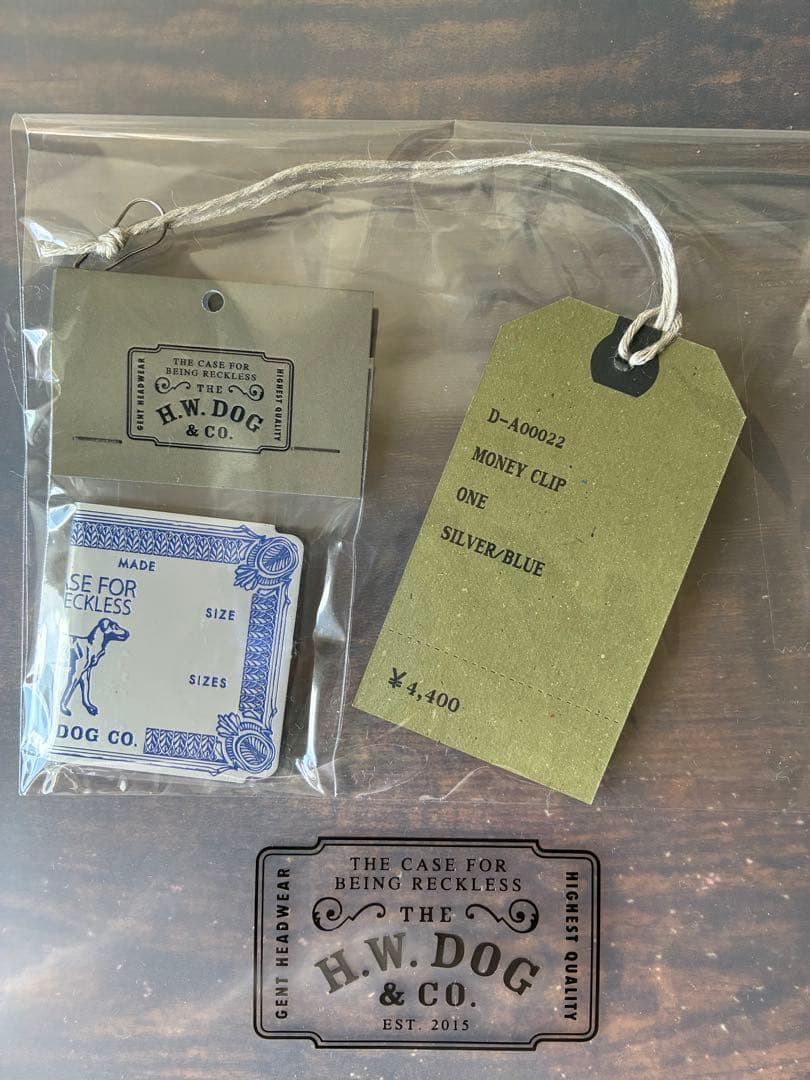 THE CASE FOR
BEING RECKLESS
THE
H.W. DOG
& CO.
GENT HEADWEAR
HIGHEST QUALITY
MADE
ASE FOR
ECKLESS
SIZE
SIZES
DOG CO.
D-A00022
MONEY CLIP
ONE
SILVER/BLUE
¥4,400
THE CASE FOR
BEING RECKLESS
THE
H.W. DOG
& CO.
EST. 2015
GENT HEADWEAR
HIGHEST QUALITY